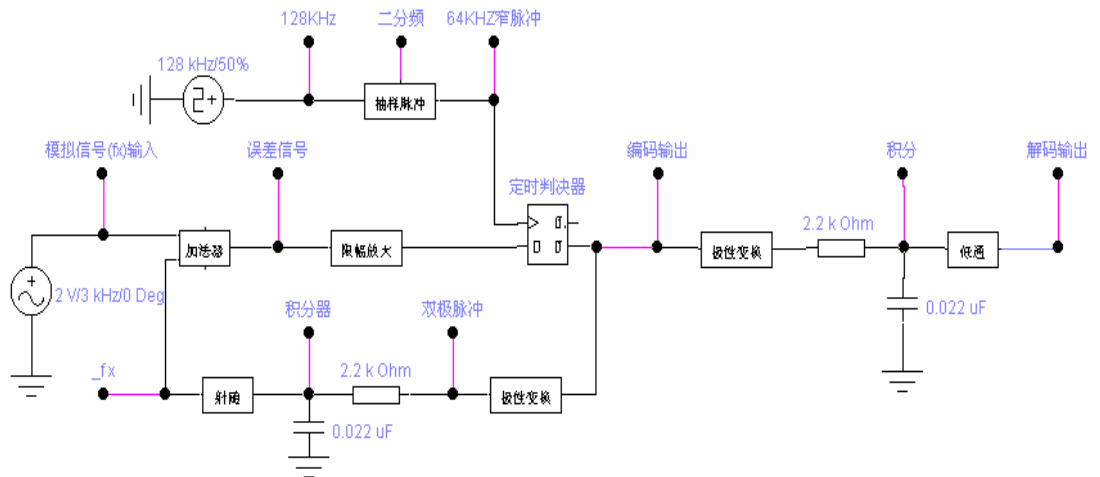 128KHz
二分频
64KHZ窄脉冲
128 kHz/50%
抽样脉冲
模拟信号(fx)输入
误差信号
定时判决器
编码输出
积分
解码输出
2.2 k Ohm
加法器
限幅放大
D
极性变换
低通
2 V/3 kHz/0 Deg
积分器
双极脉冲
0.022 uF
_fx
2.2 k Ohm
射随
极性变换
0.022 uF